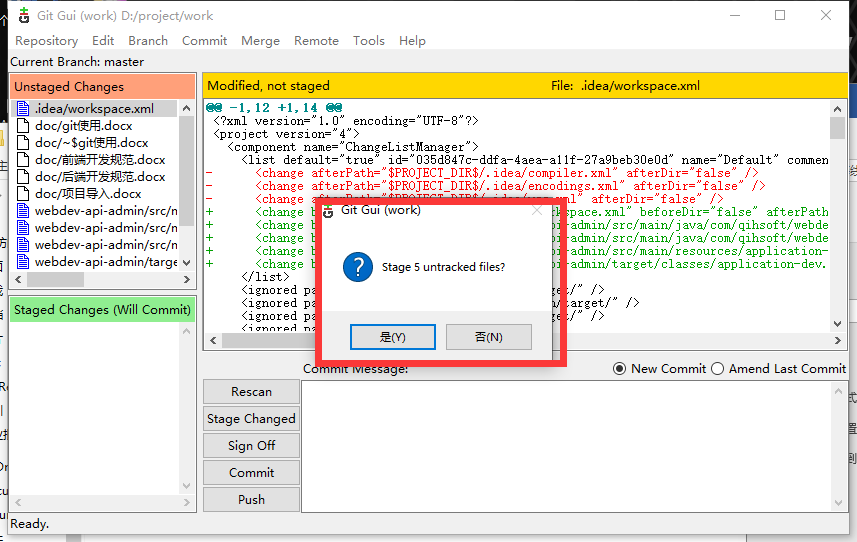 Git Gui (work) D:/project/work
Repository Edit Branch Commit Merge Remote Tools Help
Current Branch: master
Unstaged Changes
.idea/workspace.xml
doc/git使用.docx
doc/~$git使用.docx
doc/前端开发规范.docx
doc/后端开发规范.docx
doc/项目导入.docx
webdev-api-admin/src/m
webdev-api-admin/src/m
webdev-api-admin/src/m
webdev-api-admin/targe
Staged Changes (Will Commit)
Modified, not staged File: .idea/workspace.xml
@@ -1,12 +1,14 @@
<?xml version="1.0" encoding="UTF-8"?>
<project version="4">
<component name="ChangeListManager">
<list default="true" id="035d847c-ddfa-4aea-a11f-27a9beb30e0d" name="Default" commen
- <change afterPath="$PROJECT_DIR$/.idea/compiler.xml" afterDir="false" />
- <change afterPath="$PROJECT_DIR$/.idea/encodings.xml" afterDir="false" />
- <change afterPath="$PROJECT_DIR$/ afterDir="false" />
+ <change b kspace.xml" beforeDir="false" afterPath
+ <change b admin/src/main/java/com/qihsoft/webde
+ <change b admin/src/main/java/com/qihsoft/webde
+ <change b admin/src/main/resources/application-
+ <change b admin/target/classes/application-dev.
</list>
<ignored pa get/" />
<ignored pa target/" />
<ignored pa get/" />
<ignored pa
Git Gui (work)
Stage 5 untracked files?
是(Y) 否(N)
Commit Message: New Commit Amend Last Commit
Rescan
Stage Changed
Sign Off
Commit
Push
Ready.